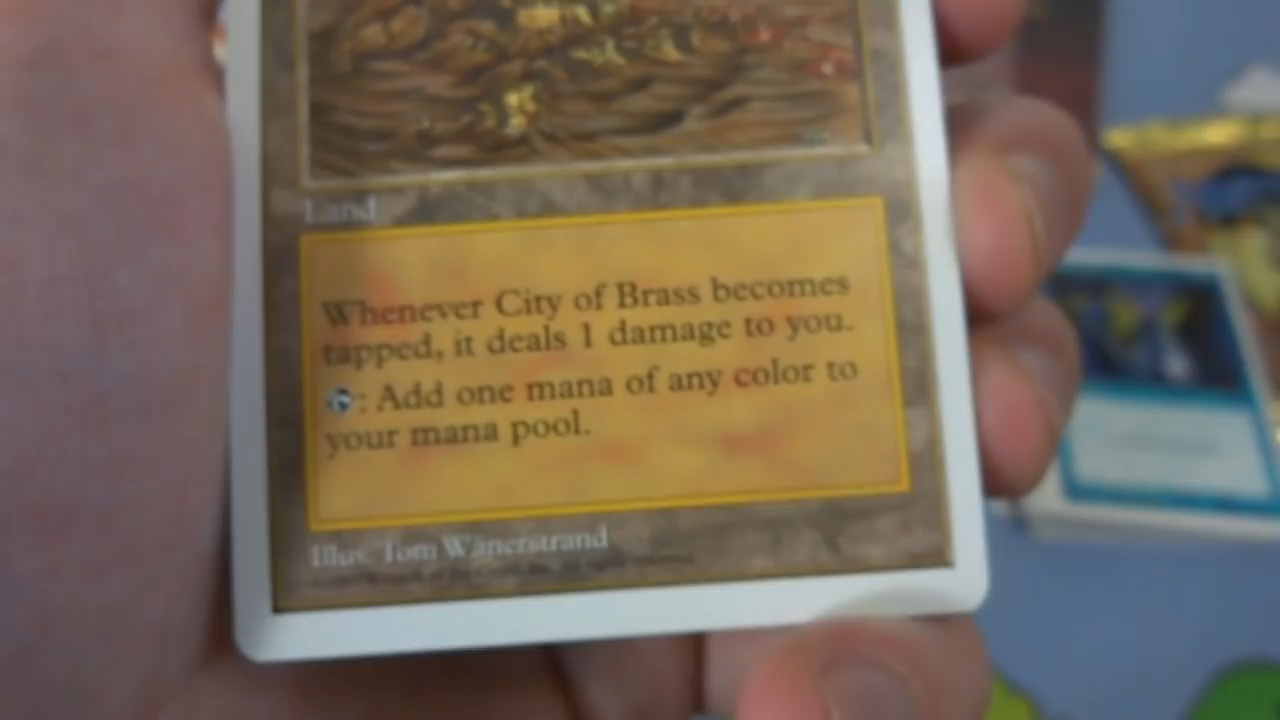 Land
Whenever City of Brass becomes
tapped, it deals 1 damage to you.
: Add one mana of any color to
your mana pool.
Illus. Tom Wänerstrand